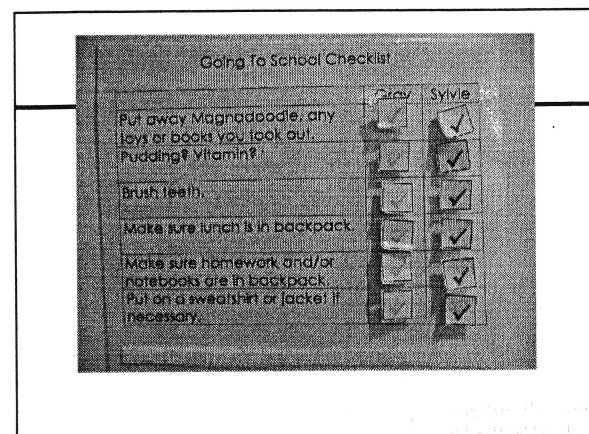 Going To School Checklist
Gray Sylvie
Put away Magnadoodle, any
toys or books you took out.
Pudding? Vitamin?
Brush teeth.
Make sure lunch is in backpack.
Make sure homework and/or
notebooks are in backpack.
Put on a sweatshirt or jacket if
necessary.